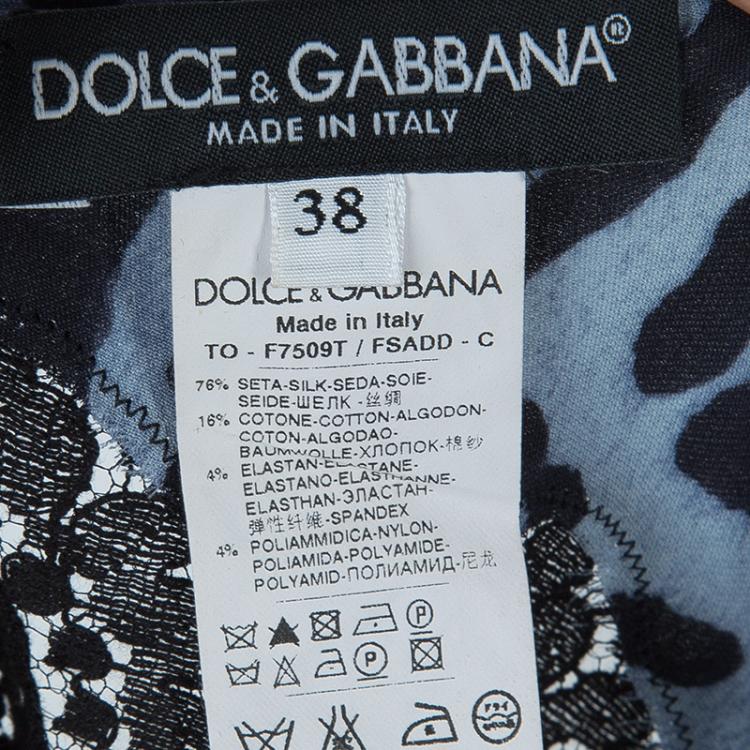 DOLCE & GABBANA®
MADE IN ITALY
38
DOLCE & GABBANA
Made in Italy
TO - F7509T / FSADD - C
76% SETA-SILK-SEDA-SOIE-
SEIDE-ШЕЛК -丝绸
16% COTONE-COTTON-ALGODON-
COTON-ALGODAO-
BAUMWOLLE-ХЛОПОК-棉纱
4% ELASTAN-ELASTANE-
ELASTANO-ELASTHANNE-
ELASTHAN-ЭЛАСТАН-
弹性纤维-SPANDEX
4% POLIAMMIDICA-NYLON-
POLIAMIDA-POLYAMIDE-
POLYAMID-ПОЛИАМИД-尼龙
P
P